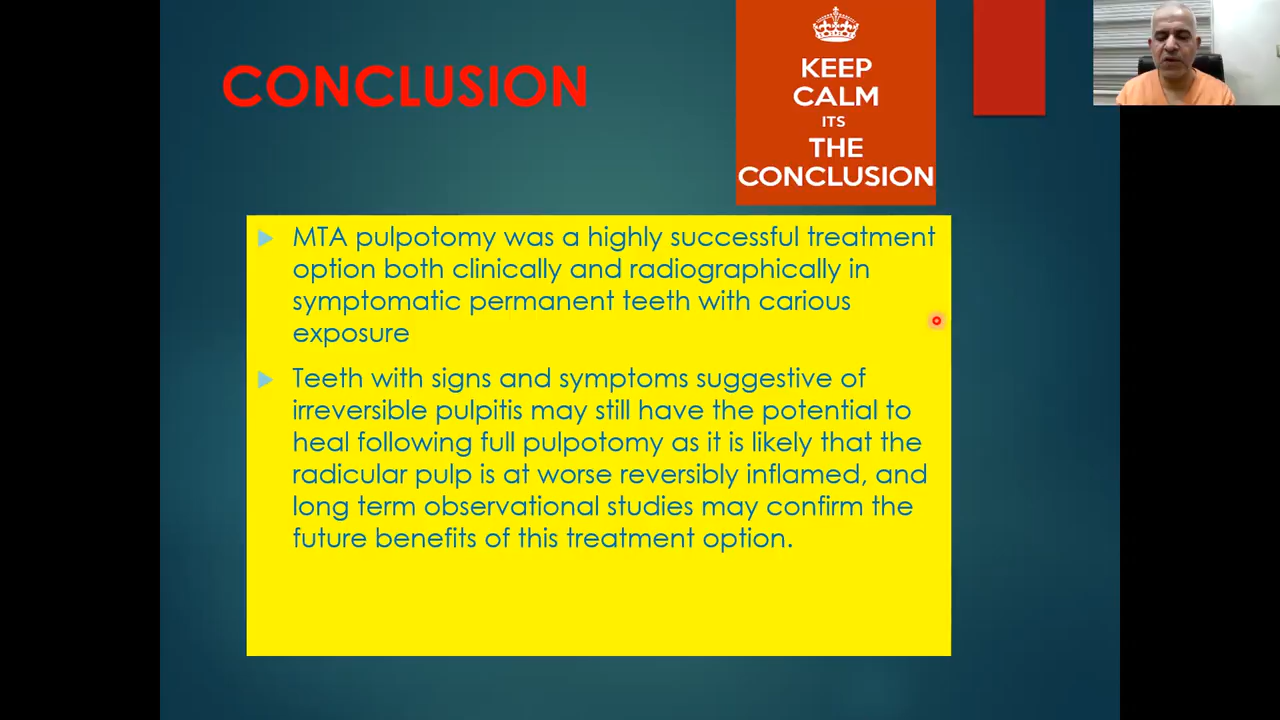 CONCLUSION
KEEP
CALM
ITS
THE
CONCLUSION
MTA pulpotomy was a highly successful treatment
option both clinically and radiographically in
symptomatic permanent teeth with carious
exposure
Teeth with signs and symptoms suggestive of
irreversible pulpitis may still have the potential to
heal following full pulpotomy as it is likely that the
radicular pulp is at worse reversibly inflamed, and
long term observational studies may confirm the
future benefits of this treatment option.